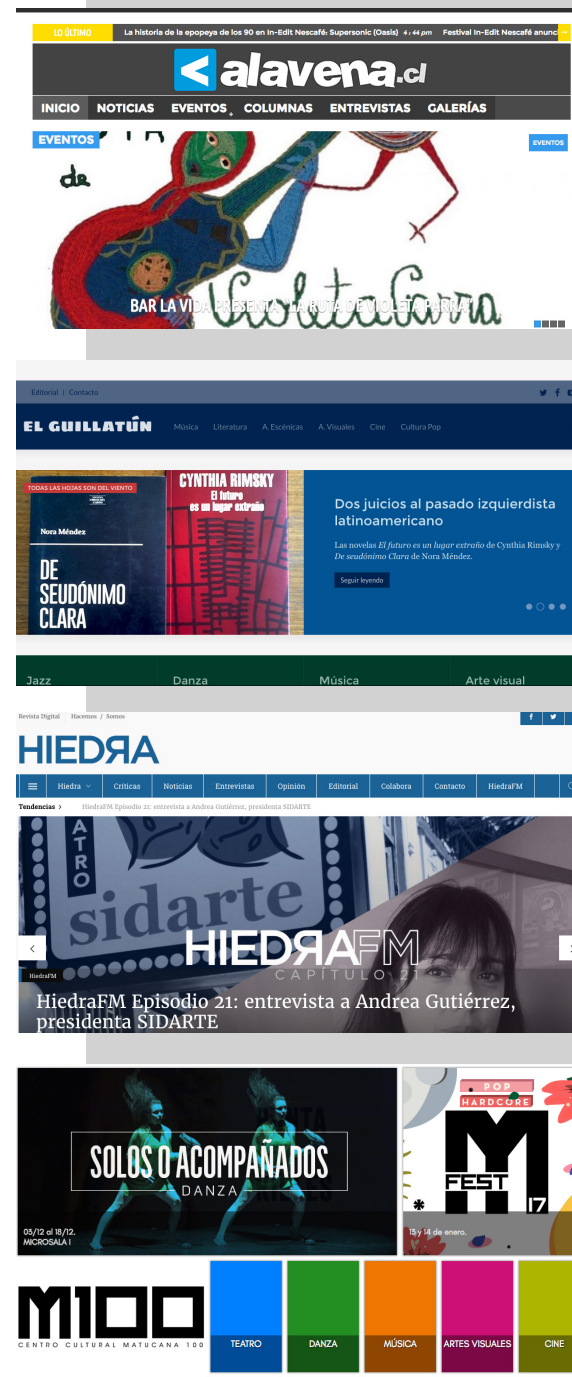 LO ÚLTIMO
La historia de la epopeya de los 90 en In-Edit Nescafé: Supersonic (Oasis) 4:44 pm Festival In-Edit Nescafé anunc
alavena.cl
INICIO NOTICIAS EVENTOS COLUMNAS ENTREVISTAS GALERÍAS
EVENTOS
EVENTOS
de
Violeta Parra
BAR LA VIDA PRESENTA "LA RUTA DE VIOLETA PARRA"
Editorial | Contacto
EL GUILLATÚN
Música Literatura A. Escénicas A. Visuales Cine Cultura Pop
TODAS LAS HOJAS SON DEL VIENTO
Nora Méndez
DE
SEUDÓNIMO
CLARA
CYNTHIA RIMSKY
El futuro
es un lugar extraño
Dos juicios al pasado izquierdista
latinoamericano
Las novelas El futuro es un lugar extraño de Cynthia Rimsky y
De seudónimo Clara de Nora Méndez.
Seguir leyendo
Jazz Danza Música Arte visual
Revista Digital Hacemos / Somos
HIEDRA
Hiedra Críticas Noticias Entrevistas Opinión Editorial Colabora Contacto HiedraFM
Tendencias HiedraFM Episodio 21: entrevista a Andrea Gutiérrez, presidenta SIDARTE
ATRO
sidarte
HIEDRAFM
CAPÍTULO 21
HiedraFM
HiedraFM Episodio 21: entrevista a Andrea Gutiérrez,
presidenta SIDARTE
SOLOS O ACOMPAÑADOS
DANZA
03/12 al 18/12.
MICROSALA I
POP
HARDCORE
M
FEST
17
13 y 14 de enero.
M100
CENTRO CULTURAL MATUCANA 100
TEATRO DANZA MÚSICA ARTES VISUALES CINE